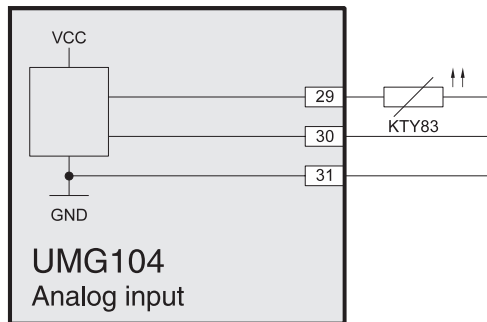 VCC
29
KTY83
30
31
GND
UMG104
Analog input